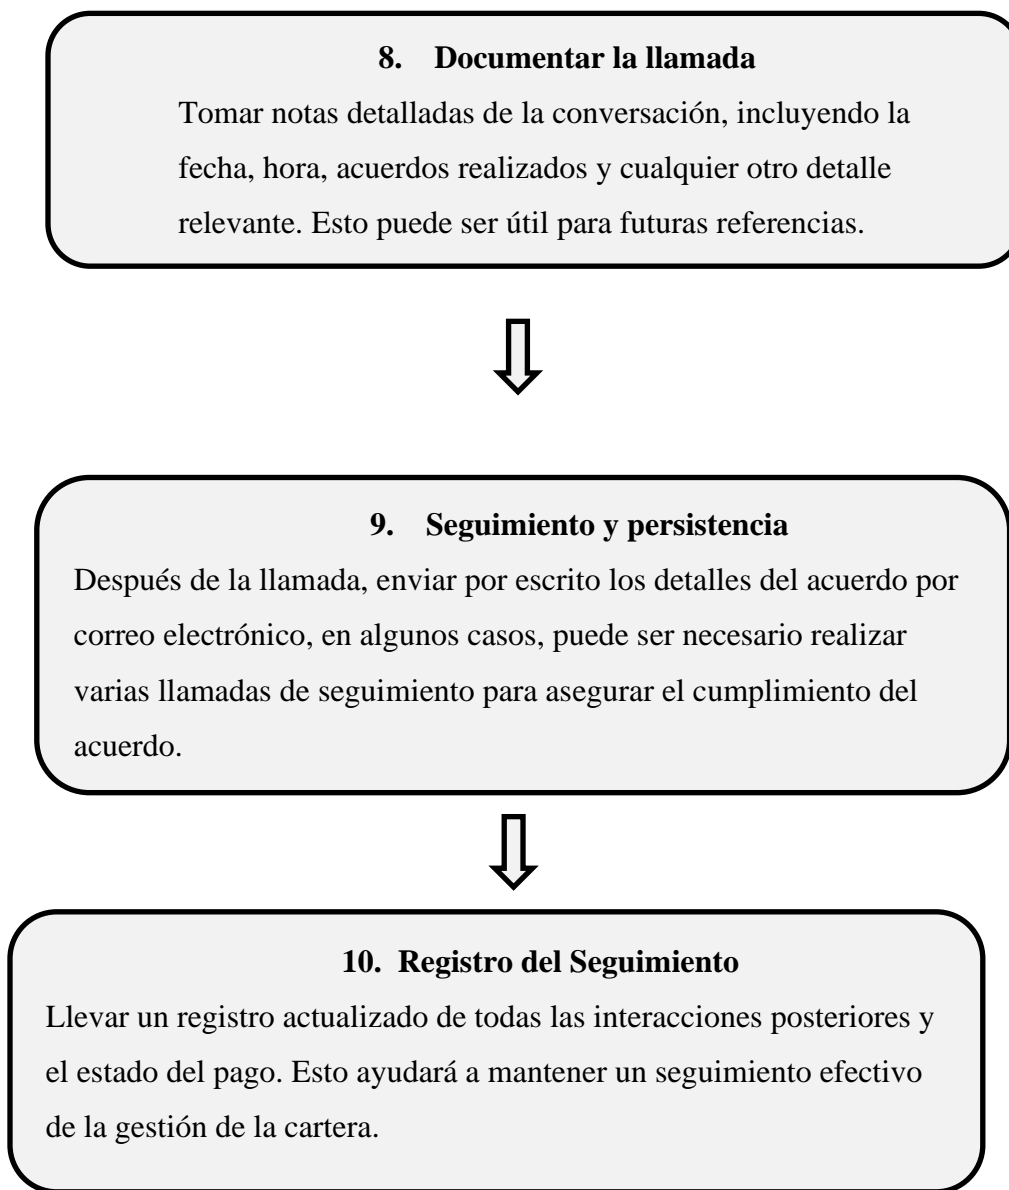 8. Documentar la llamada
Tomar notas detalladas de la conversación, incluyendo la
fecha, hora, acuerdos realizados y cualquier otro detalle
relevante. Esto puede ser útil para futuras referencias.
9. Seguimiento y persistencia
Después de la llamada, enviar por escrito los detalles del acuerdo por
correo electrónico, en algunos casos, puede ser necesario realizar
varias llamadas de seguimiento para asegurar el cumplimiento del
acuerdo.
10. Registro del Seguimiento
Llevar un registro actualizado de todas las interacciones posteriores y
el estado del pago. Esto ayudará a mantener un seguimiento efectivo
de la gestión de la cartera.